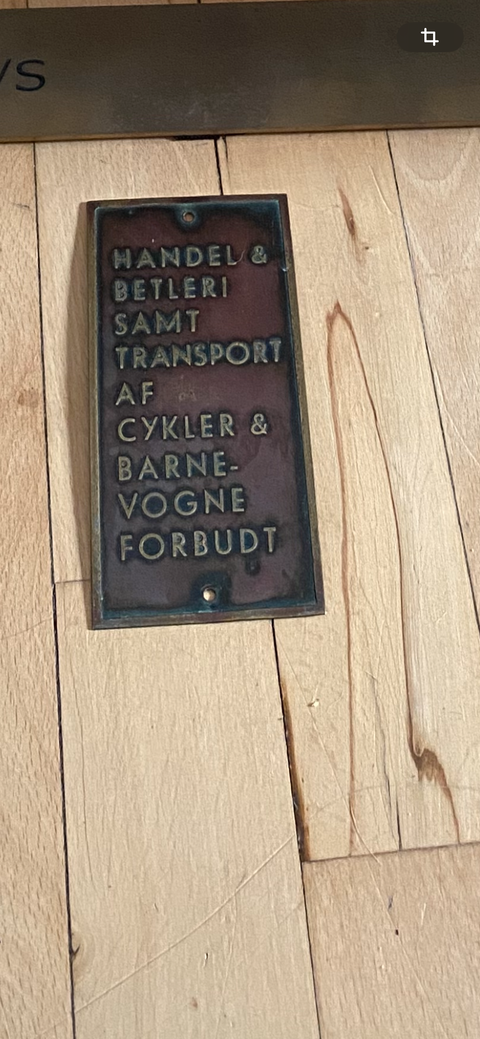 HANDEL &
BETLERI
SAMT
TRANSPORT
AF
CYKLER &
BARNE-
VOGNE
FORBUDT